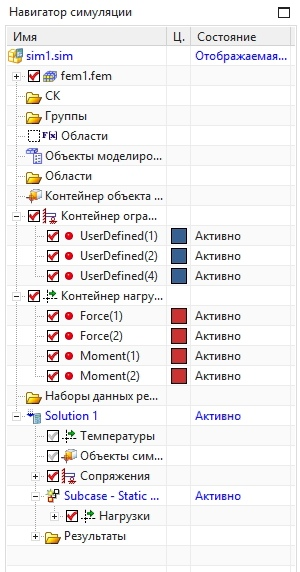 Навигатор симуляции
Имя Ц. Состояние
sim1.sim Отображаемая...
fem1.fem
СК
Группы
F(x) Области
Объекты моделиро...
Области
Контейнер объекта ...
Контейнер огра...
UserDefined(1) Активно
UserDefined(2) Активно
UserDefined(4) Активно
Контейнер нагру...
Force(1) Активно
Force(2) Активно
Moment(1) Активно
Moment(2) Активно
Наборы данных ре...
Solution 1 Активно
Температуры
Объекты сим...
Сопряжения
Subcase - Static ... Активно
Нагрузки
Результаты